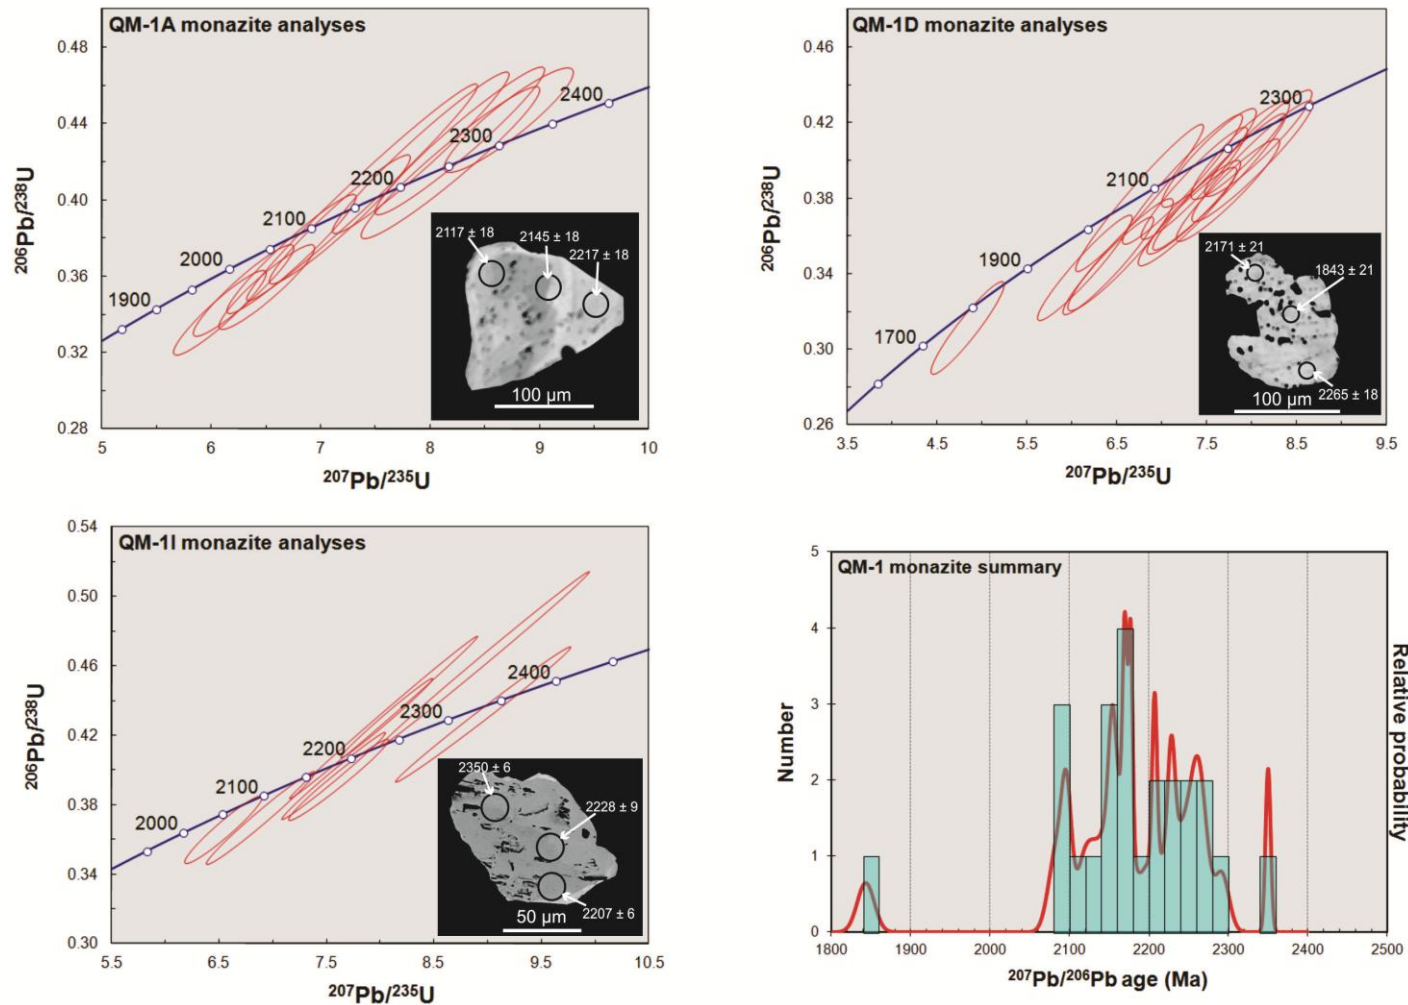 QM-1A monazite analyses
0.48
0.44
0.40
0.36
0.32
0.28
²⁰⁶Pb/²³⁸U
1900
2000
2100
2200
2300
2400
2117 ± 18
2145 ± 18
2217 ± 18
100 µm
5 6 7 8 9 10
²⁰⁷Pb/²³⁵U
QM-1D monazite analyses
0.46
0.42
0.38
0.34
0.30
0.26
²⁰⁶Pb/²³⁸U
1700
1900
2100
2300
2171 ± 21
1843 ± 21
2265 ± 18
100 µm
3.5 4.5 5.5 6.5 7.5 8.5 9.5
²⁰⁷Pb/²³⁵U
QM-1I monazite analyses
0.54
0.50
0.46
0.42
0.38
0.34
0.30
²⁰⁶Pb/²³⁸U
2000
2100
2200
2300
2400
2350 ± 6
2228 ± 9
2207 ± 6
50 µm
5.5 6.5 7.5 8.5 9.5 10.5
²⁰⁷Pb/²³⁵U
QM-1 monazite summary
5
4
3
2
1
0
Number
Relative probability
1800 1900 2000 2100 2200 2300 2400 2500
²⁰⁷Pb/²⁰⁶Pb age (Ma)